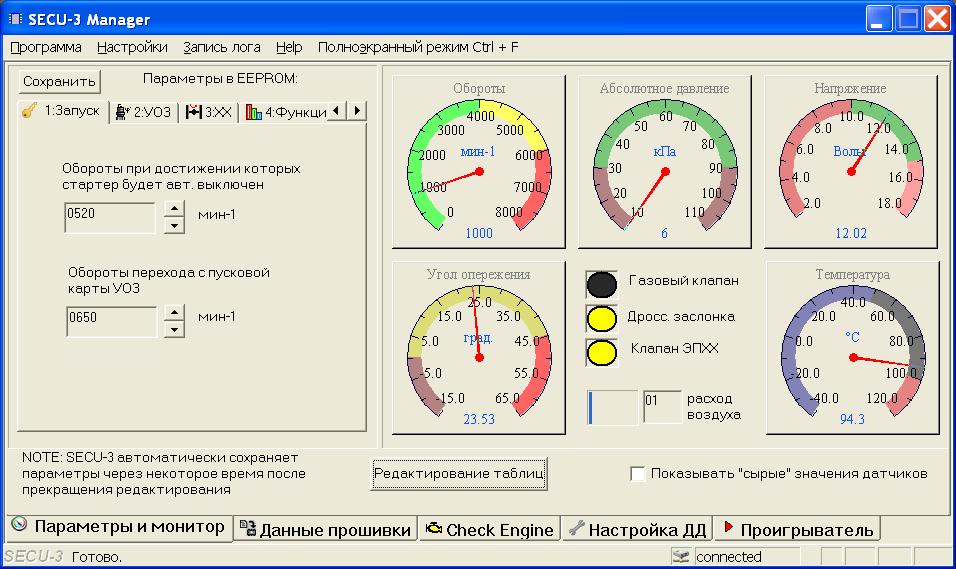 SECU-3 Manager
Программа Настройки Запись лога Help Полноэкранный режим Ctrl + F
Сохранить Параметры в EEPROM:
1:Запуск 2:УОЗ 3:ХХ 4:Функци
Обороты при достижении которых
стартер будет авт. выключен
0520 мин-1
Обороты перехода с пусковой
карты УОЗ
0650 мин-1
Обороты
0 1000 2000 3000 4000 5000 6000 7000 8000
мин-1
1000
Абсолютное давление
10 20 30 40 50 60 70 80 90 100 110
кПа
6
Напряжение
2.0 4.0 6.0 8.0 10.0 12.0 14.0 16.0 18.0
Вольт
12.02
Угол опережения
-15.0 -5.0 5.0 15.0 25.0 35.0 45.0 55.0 65.0
град.
23.53
Газовый клапан
Дросс. заслонка
Клапан ЭПХХ
01 расход
воздуха
Температура
-40.0 -20.0 0.0 20.0 40.0 60.0 80.0 100.0 120.0
°C
94.3
NOTE: SECU-3 автоматически сохраняет
параметры через некоторое время после
прекращения редактирования
Редактирование таблиц
Показывать "сырые" значения датчиков
Параметры и монитор Данные прошивки Check Engine Настройка ДД Проигрыватель
SECU-3 Готово. connected